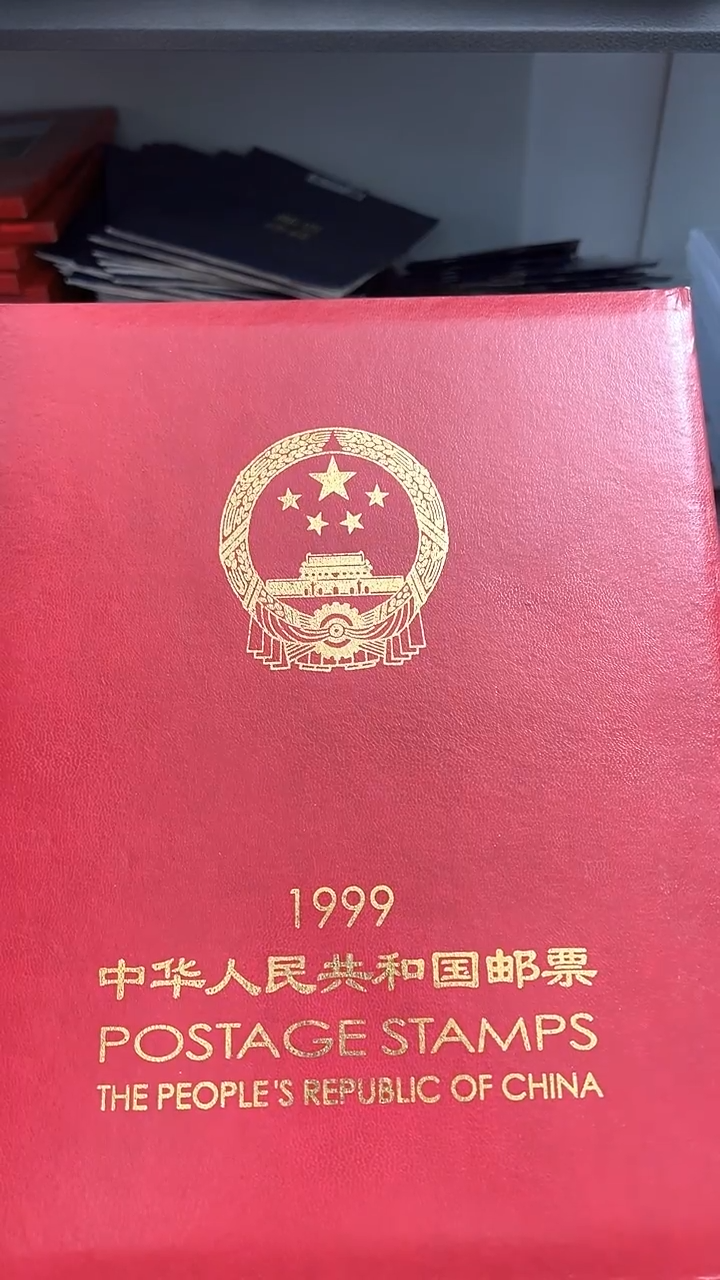 1999
中华人民共和国邮票
POSTAGE STAMPS
THE PEOPLE'S REPUBLIC OF CHINA